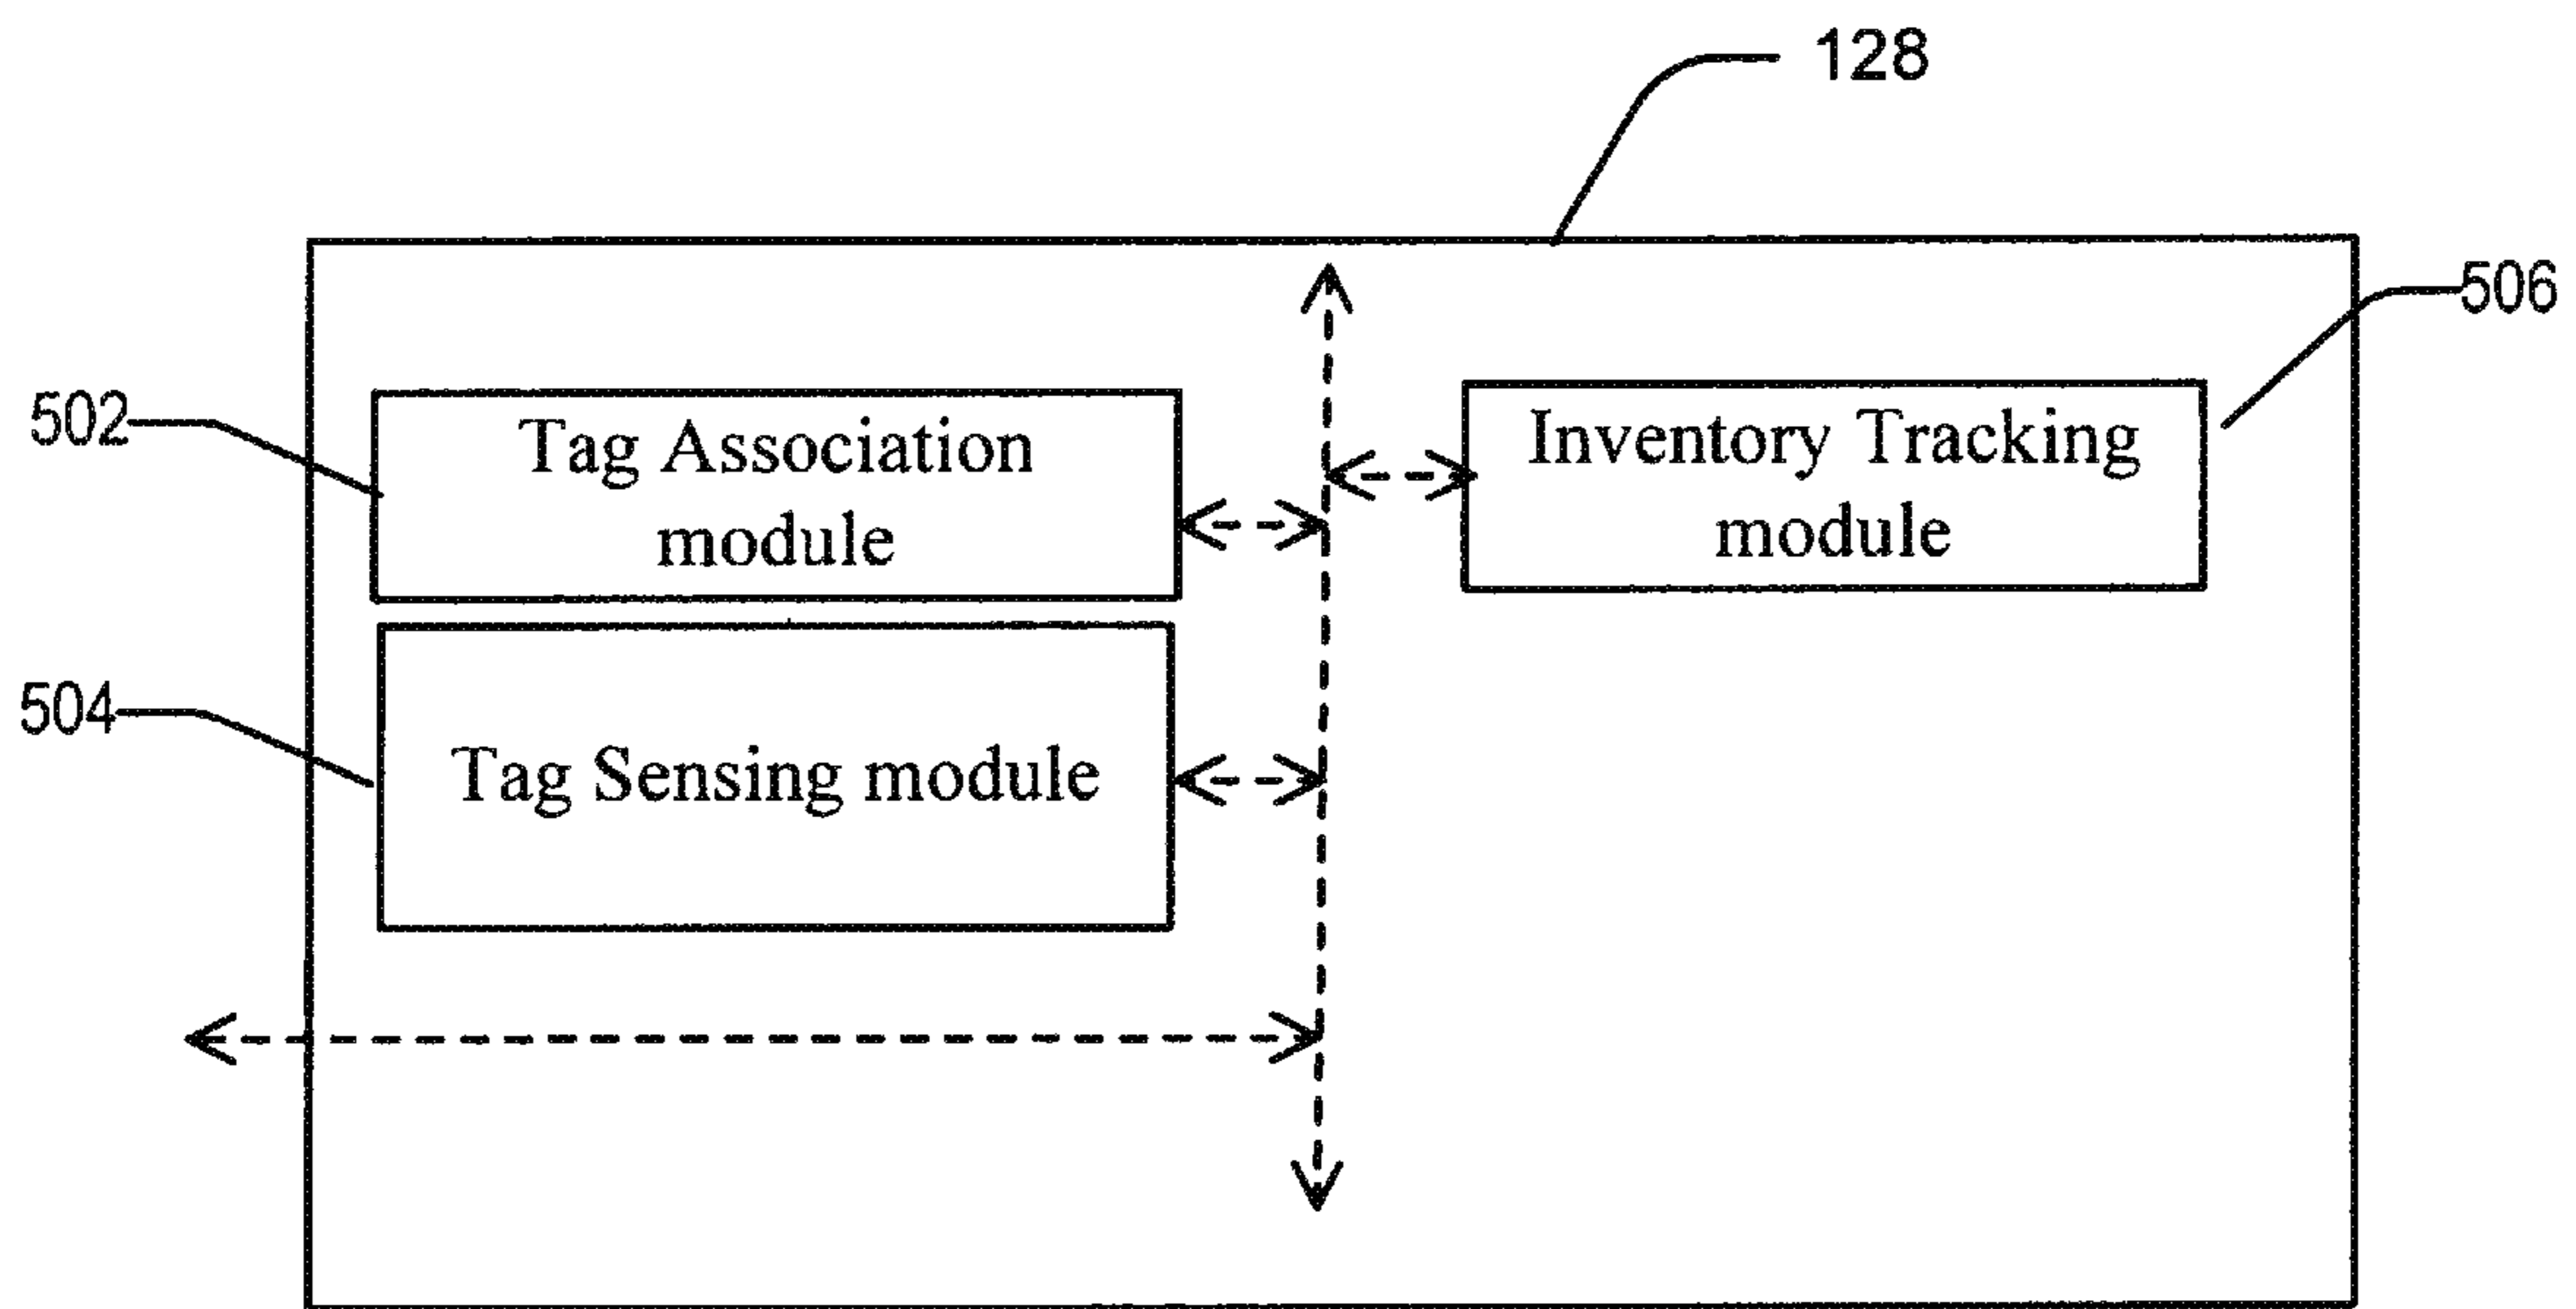 128
506
502
Tag Association
module
Inventory Tracking
module
504
Tag Sensing module